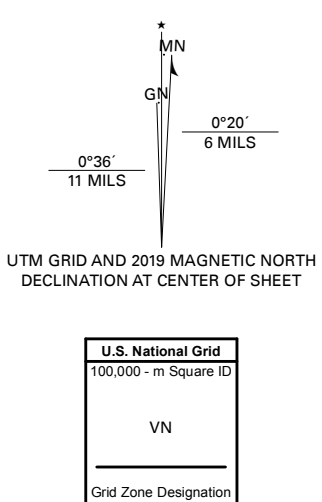 ★
MN
GN
0°20´
6 MILS
0°36´
11 MILS
UTM GRID AND 2019 MAGNETIC NORTH
DECLINATION AT CENTER OF SHEET
U.S. National Grid
100,000 - m Square ID
VN
Grid Zone Designation